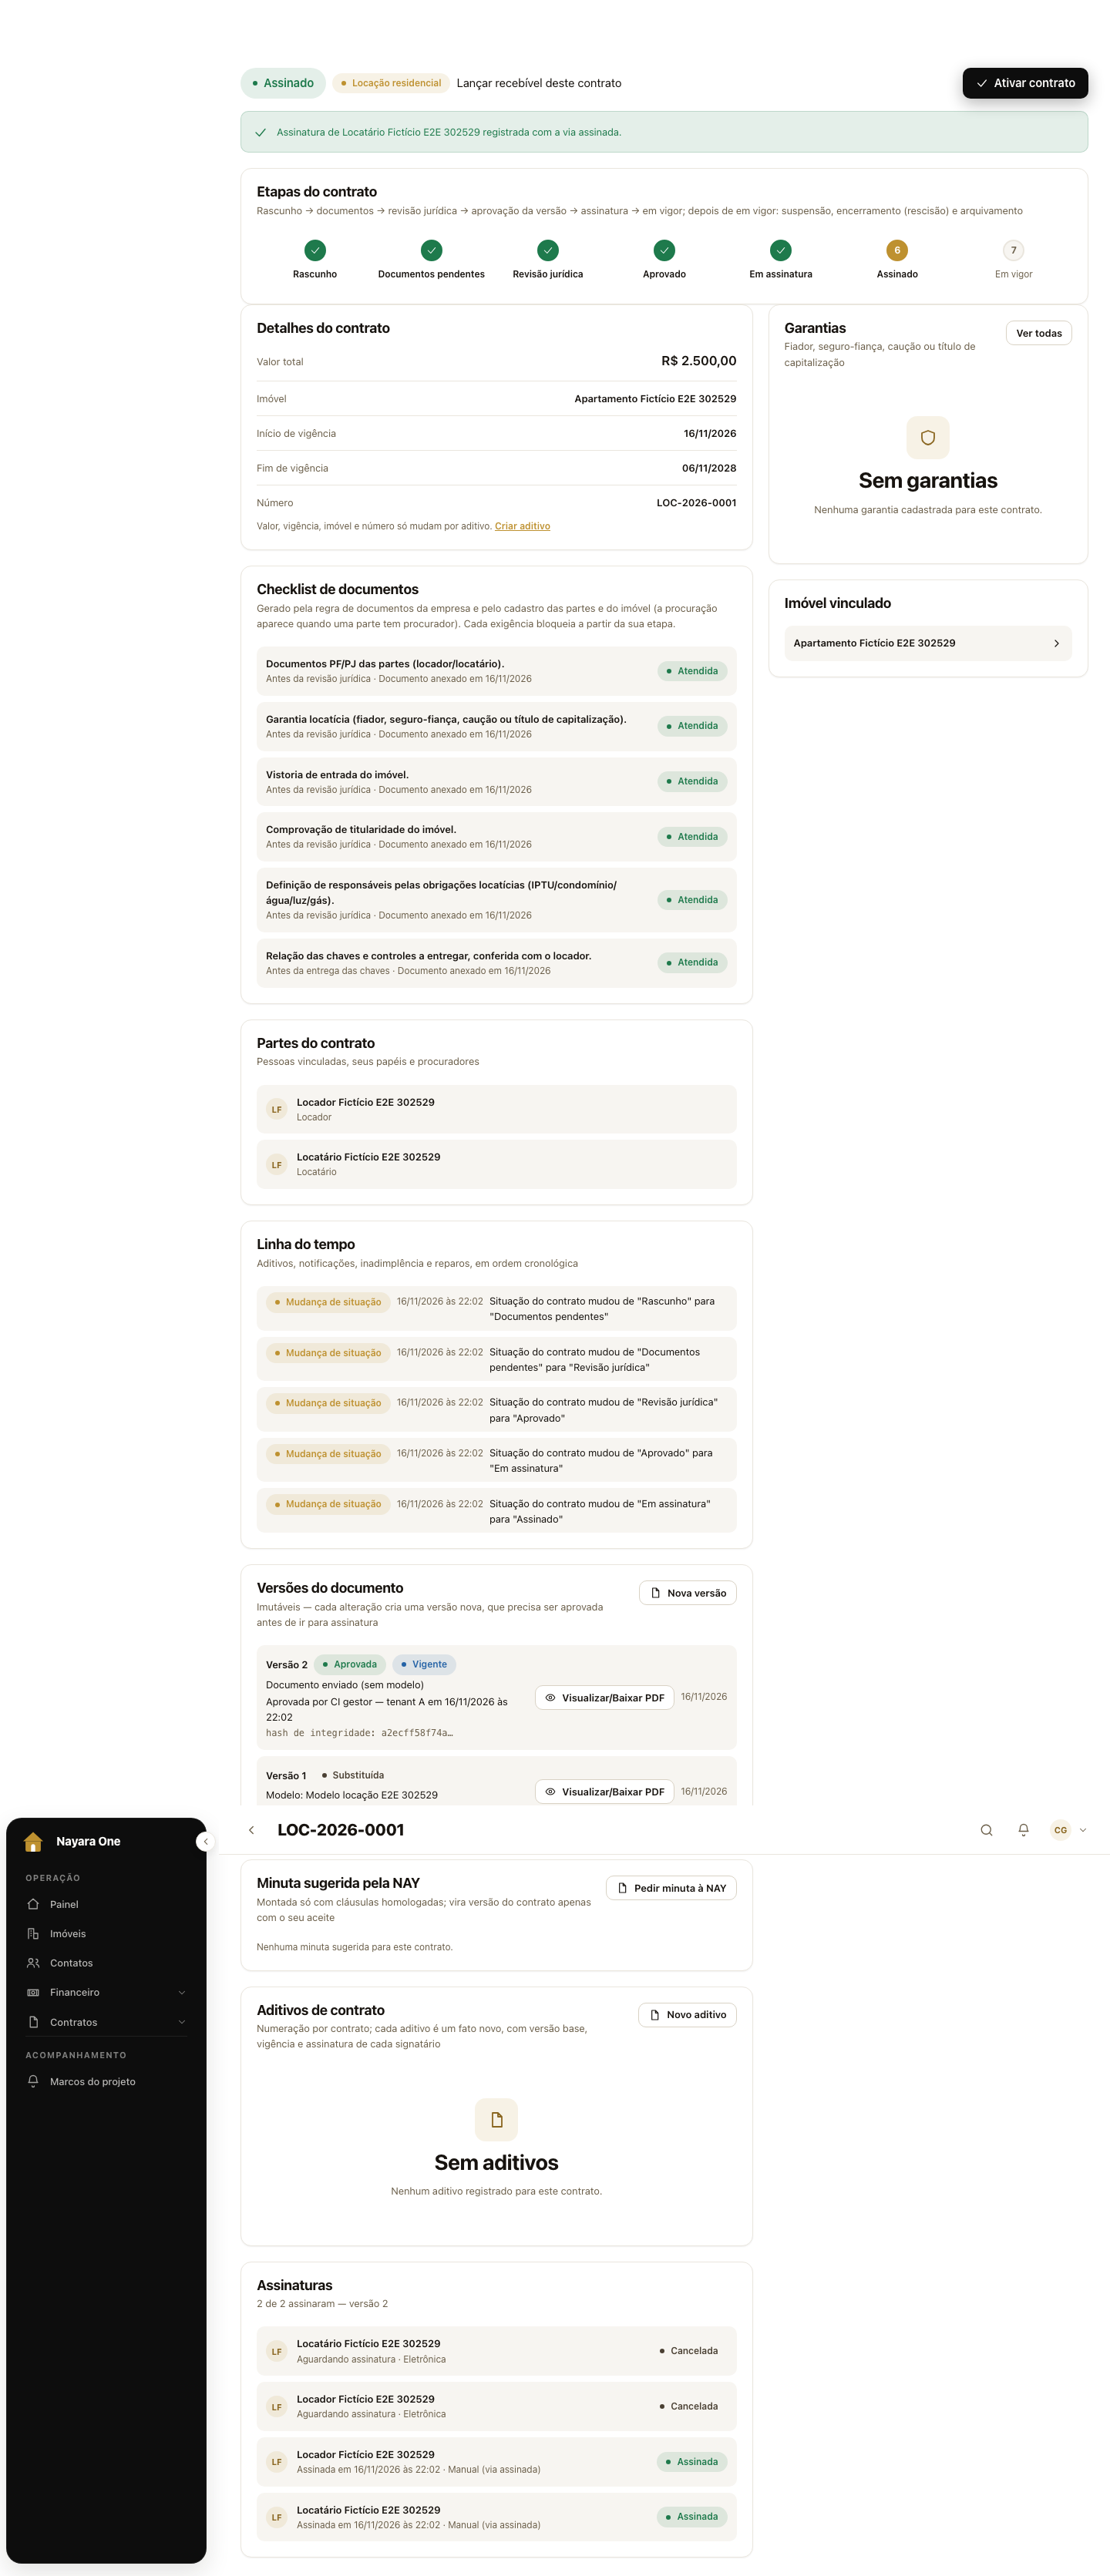 Assinado
Locação residencial
Lançar recebível deste contrato
Ativar contrato
Assinatura de Locatário Fictício E2E 302529 registrada com a via assinada.
Etapas do contrato
Rascunho → documentos → revisão jurídica → aprovação da versão → assinatura → em vigor; depois de em vigor: suspensão, encerramento (rescisão) e arquivamento
6
7
Rascunho
Documentos pendentes
Revisão jurídica
Aprovado
Em assinatura
Assinado
Em vigor
Detalhes do contrato
Valor total
R$ 2.500,00
Imóvel
Apartamento Fictício E2E 302529
Início de vigência
16/11/2026
Fim de vigência
06/11/2028
Número
LOC-2026-0001
Valor, vigência, imóvel e número só mudam por aditivo. Criar aditivo
Garantias
Ver todas
Fiador, seguro-fiança, caução ou título de
capitalização
Sem garantias
Nenhuma garantia cadastrada para este contrato.
Imóvel vinculado
Apartamento Fictício E2E 302529
Checklist de documentos
Gerado pela regra de documentos da empresa e pelo cadastro das partes e do imóvel (a procuração
aparece quando uma parte tem procurador). Cada exigência bloqueia a partir da sua etapa.
Documentos PF/PJ das partes (locador/locatário).
Antes da revisão jurídica · Documento anexado em 16/11/2026
Atendida
Garantia locatícia (fiador, seguro-fiança, caução ou título de capitalização).
Antes da revisão jurídica · Documento anexado em 16/11/2026
Atendida
Vistoria de entrada do imóvel.
Antes da revisão jurídica · Documento anexado em 16/11/2026
Atendida
Comprovação de titularidade do imóvel.
Antes da revisão jurídica · Documento anexado em 16/11/2026
Atendida
Definição de responsáveis pelas obrigações locatícias (IPTU/condomínio/
água/luz/gás).
Antes da revisão jurídica · Documento anexado em 16/11/2026
Atendida
Relação das chaves e controles a entregar, conferida com o locador.
Antes da entrega das chaves · Documento anexado em 16/11/2026
Atendida
Partes do contrato
Pessoas vinculadas, seus papéis e procuradores
LF
Locador Fictício E2E 302529
Locador
LF
Locatário Fictício E2E 302529
Locatário
Linha do tempo
Aditivos, notificações, inadimplência e reparos, em ordem cronológica
Mudança de situação
16/11/2026 às 22:02
Situação do contrato mudou de "Rascunho" para
"Documentos pendentes"
Mudança de situação
16/11/2026 às 22:02
Situação do contrato mudou de "Documentos
pendentes" para "Revisão jurídica"
Mudança de situação
16/11/2026 às 22:02
Situação do contrato mudou de "Revisão jurídica"
para "Aprovado"
Mudança de situação
16/11/2026 às 22:02
Situação do contrato mudou de "Aprovado" para
"Em assinatura"
Mudança de situação
16/11/2026 às 22:02
Situação do contrato mudou de "Em assinatura"
para "Assinado"
Versões do documento
Nova versão
Imutáveis — cada alteração cria uma versão nova, que precisa ser aprovada
antes de ir para assinatura
Versão 2
Aprovada
Vigente
Documento enviado (sem modelo)
Aprovada por CI gestor — tenant A em 16/11/2026 às
22:02
hash de integridade: a2ecff58f74a…
Visualizar/Baixar PDF
16/11/2026
Versão 1
Substituída
Modelo: Modelo locação E2E 302529
Visualizar/Baixar PDF
16/11/2026
Nayara One
OPERAÇÃO
Painel
Imóveis
Contatos
Financeiro
Contratos
ACOMPANHAMENTO
Marcos do projeto
LOC-2026-0001
CG
Minuta sugerida pela NAY
Pedir minuta à NAY
Montada só com cláusulas homologadas; vira versão do contrato apenas
com o seu aceite
Nenhuma minuta sugerida para este contrato.
Aditivos de contrato
Novo aditivo
Numeração por contrato; cada aditivo é um fato novo, com versão base,
vigência e assinatura de cada signatário
Sem aditivos
Nenhum aditivo registrado para este contrato.
Assinaturas
2 de 2 assinaram — versão 2
LF
Locatário Fictício E2E 302529
Aguardando assinatura · Eletrônica
Cancelada
LF
Locador Fictício E2E 302529
Aguardando assinatura · Eletrônica
Cancelada
LF
Locador Fictício E2E 302529
Assinada em 16/11/2026 às 22:02 · Manual (via assinada)
Assinada
LF
Locatário Fictício E2E 302529
Assinada em 16/11/2026 às 22:02 · Manual (via assinada)
Assinada